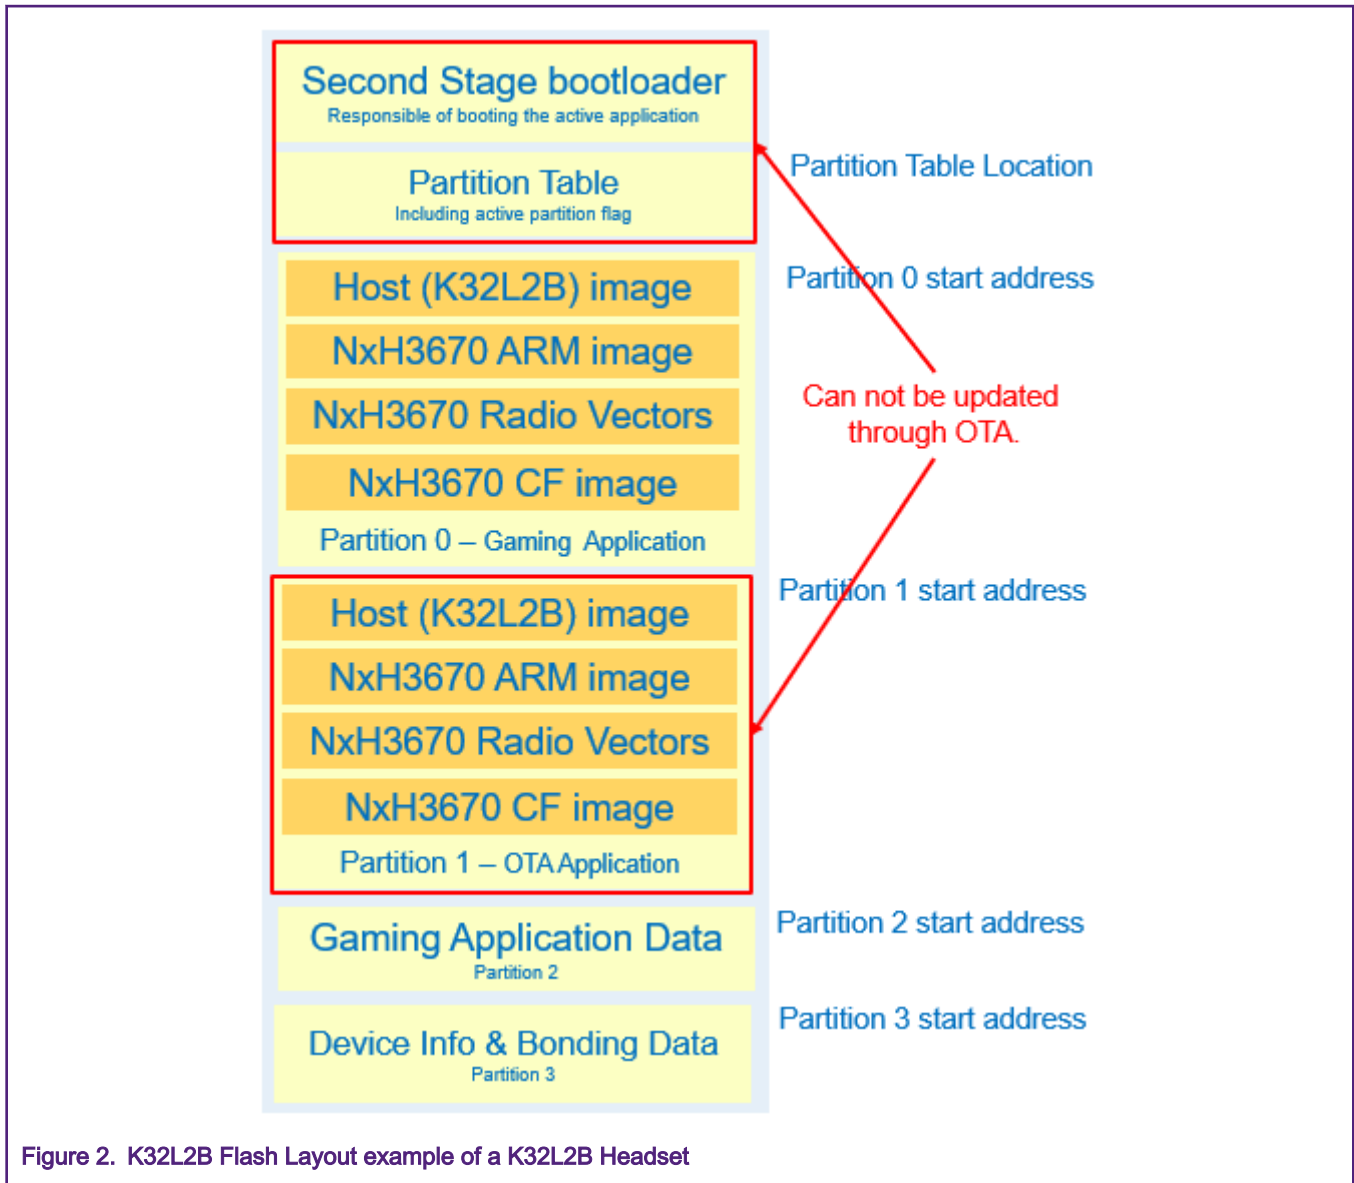 Second Stage bootloader
Responsible of booting the active application
Partition Table Location
Partition Table
Including active partition flag
Partition 0 start address
Host (K32L2B) image
NxH3670 ARM image
NxH3670 Radio Vectors
NxH3670 CF image
Partition 0 – Gaming Application
Can not be updated
through OTA.
Partition 1 start address
Host (K32L2B) image
NxH3670 ARM image
NxH3670 Radio Vectors
NxH3670 CF image
Partition 1 – OTA Application
Partition 2 start address
Gaming Application Data
Partition 2
Partition 3 start address
Device Info & Bonding Data
Partition 3
Figure 2. K32L2B Flash Layout example of a K32L2B Headset